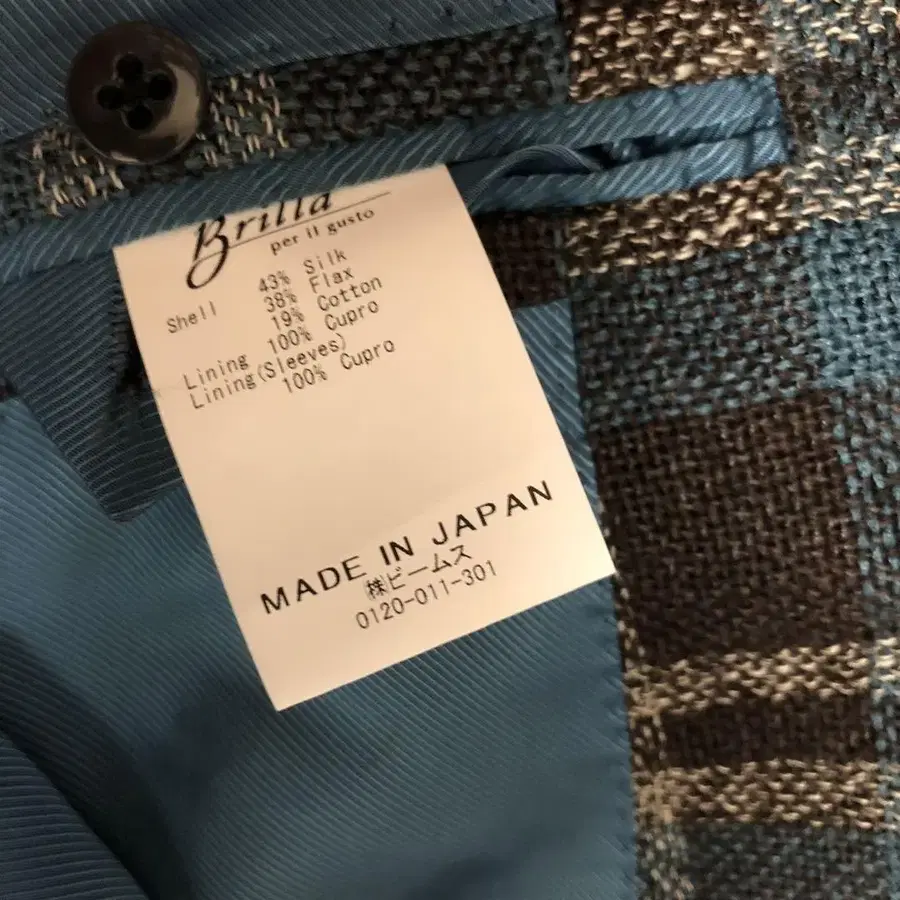 Brilla
per il gusto
Shell 43% Silk
38% Flax
19% Cotton
Lining 100% Cupro
Lining(Sleeves)
100% Cupro
MADE IN JAPAN
㈱ビームス
0120-011-301